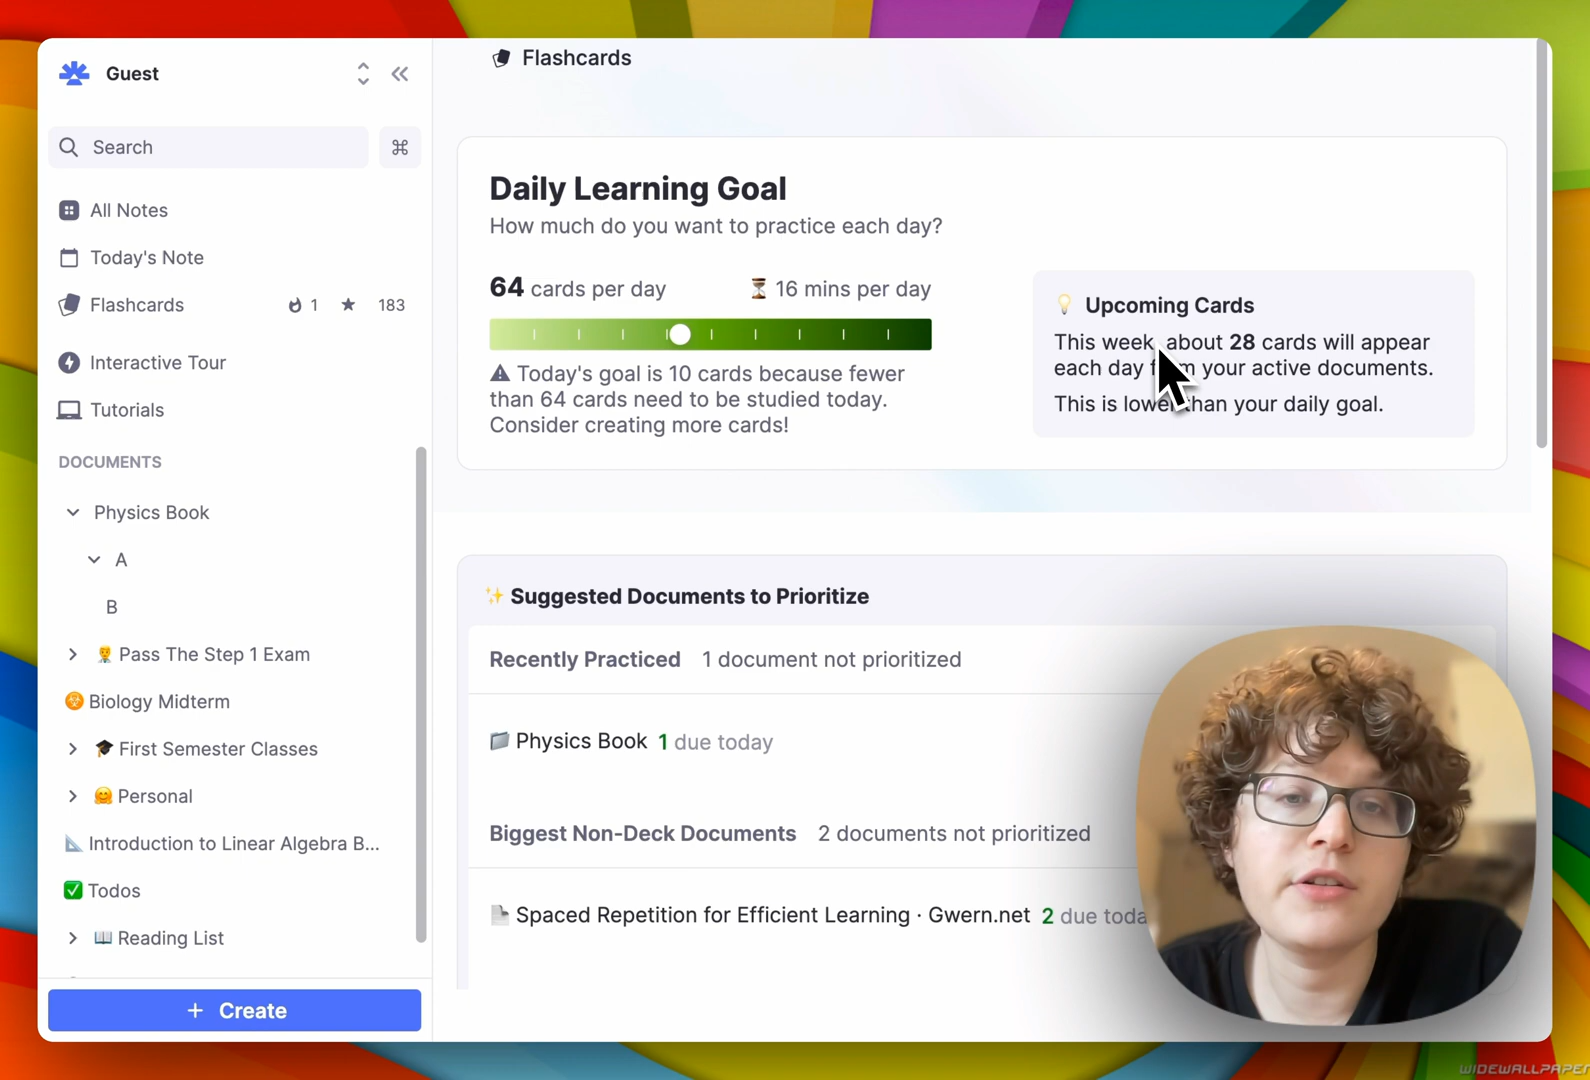 Guest
Search
All Notes
Today's Note
Flashcards 1 183
Interactive Tour
Tutorials
DOCUMENTS
Physics Book
A
B
Pass The Step 1 Exam
Biology Midterm
First Semester Classes
Personal
Introduction to Linear Algebra B...
Todos
Reading List
+ Create
Flashcards
Daily Learning Goal
How much do you want to practice each day?
64 cards per day 16 mins per day
Today's goal is 10 cards because fewer
than 64 cards need to be studied today.
Consider creating more cards!
Upcoming Cards
This week, about 28 cards will appear
each day from your active documents.
This is lower than your daily goal.
Suggested Documents to Prioritize
Recently Practiced 1 document not prioritized
Physics Book 1 due today
Biggest Non-Deck Documents 2 documents not prioritized
Spaced Repetition for Efficient Learning · Gwern.net 2 due toda
WIDEWALLPAPER